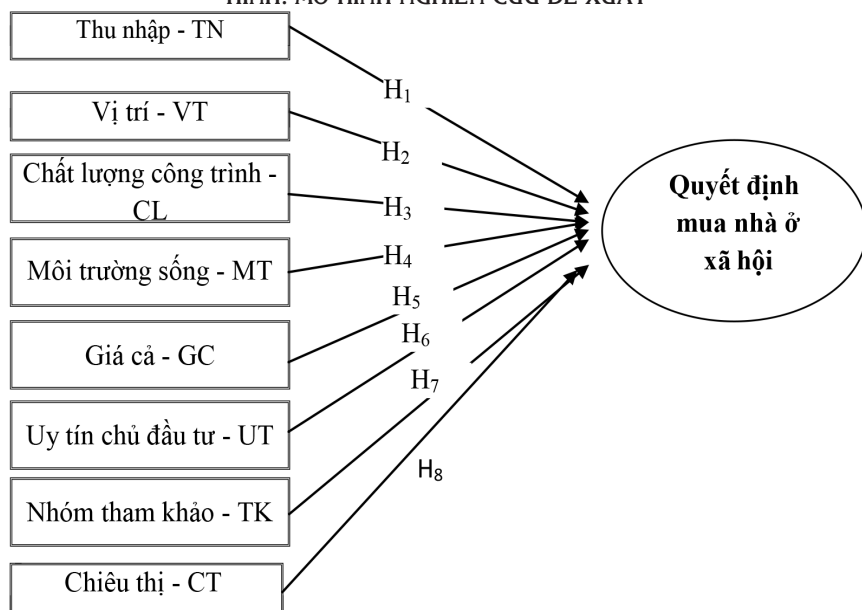 Thu nhập - TN
H₁
Vị trí - VT
H₂
Chất lượng công trình -
CL
H₃
Môi trường sống - MT
H₄
Giá cả - GC
H₅
Uy tín chủ đầu tư - UT
H₆
Nhóm tham khảo - TK
H₇
Chiêu thị - CT
H₈
Quyết định
mua nhà ở
xã hội